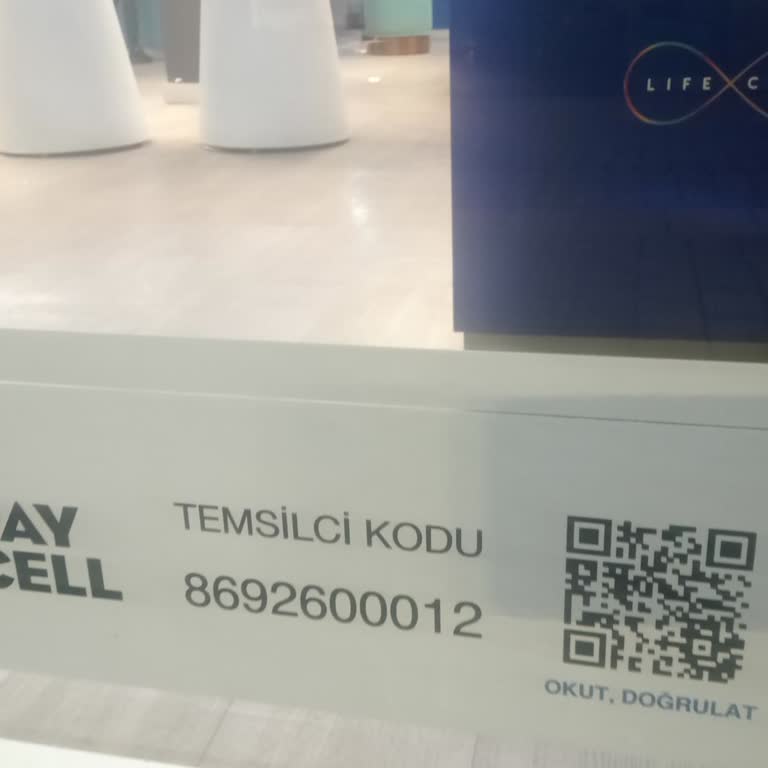 LIFE C
AY
CELL
TEMSİLCİ KODU
8692600012
OKUT, DOĞRULAT